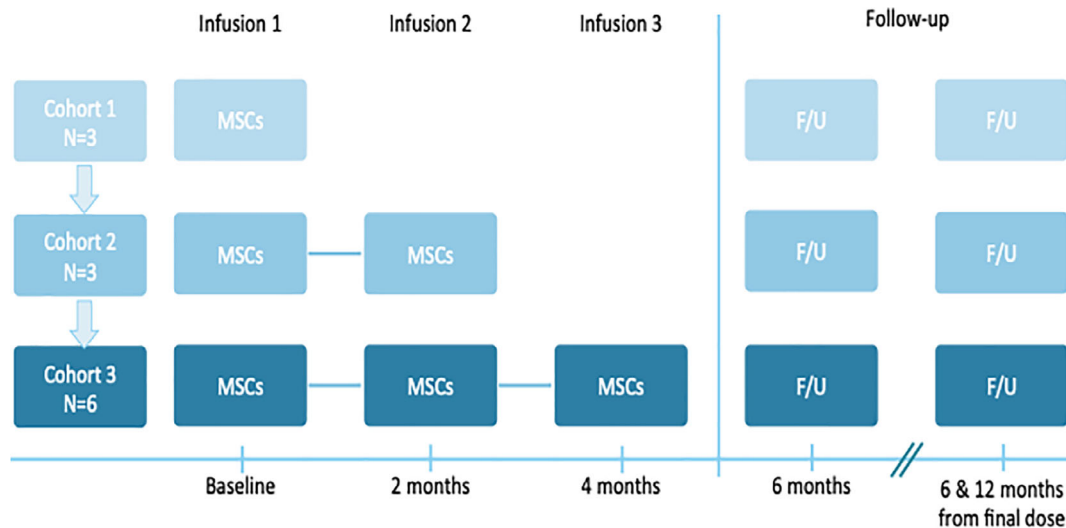 Infusion 1
Infusion 2
Infusion 3
Follow-up
Cohort 1
N=3
MSCs
F/U
F/U
Cohort 2
N=3
MSCs
MSCs
F/U
F/U
Cohort 3
N=6
MSCs
MSCs
MSCs
F/U
F/U
Baseline
2 months
4 months
6 months
6 & 12 months
from final dose